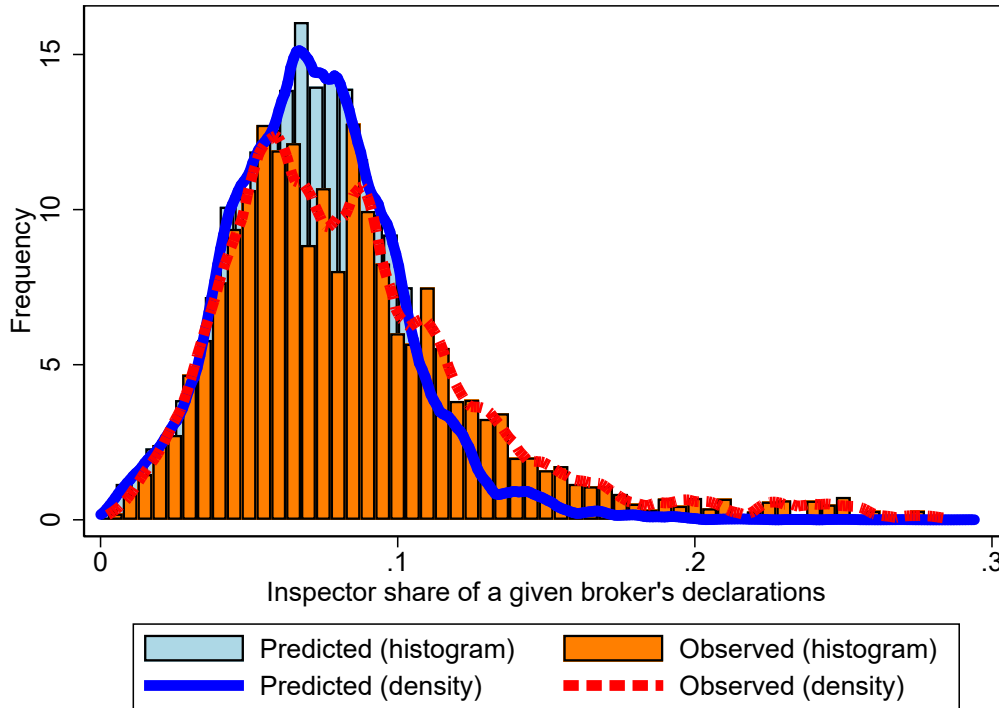 15
10
5
0
Frequency
0 .1 .2 .3
Inspector share of a given broker's declarations
Predicted (histogram) Observed (histogram)
Predicted (density) Observed (density)